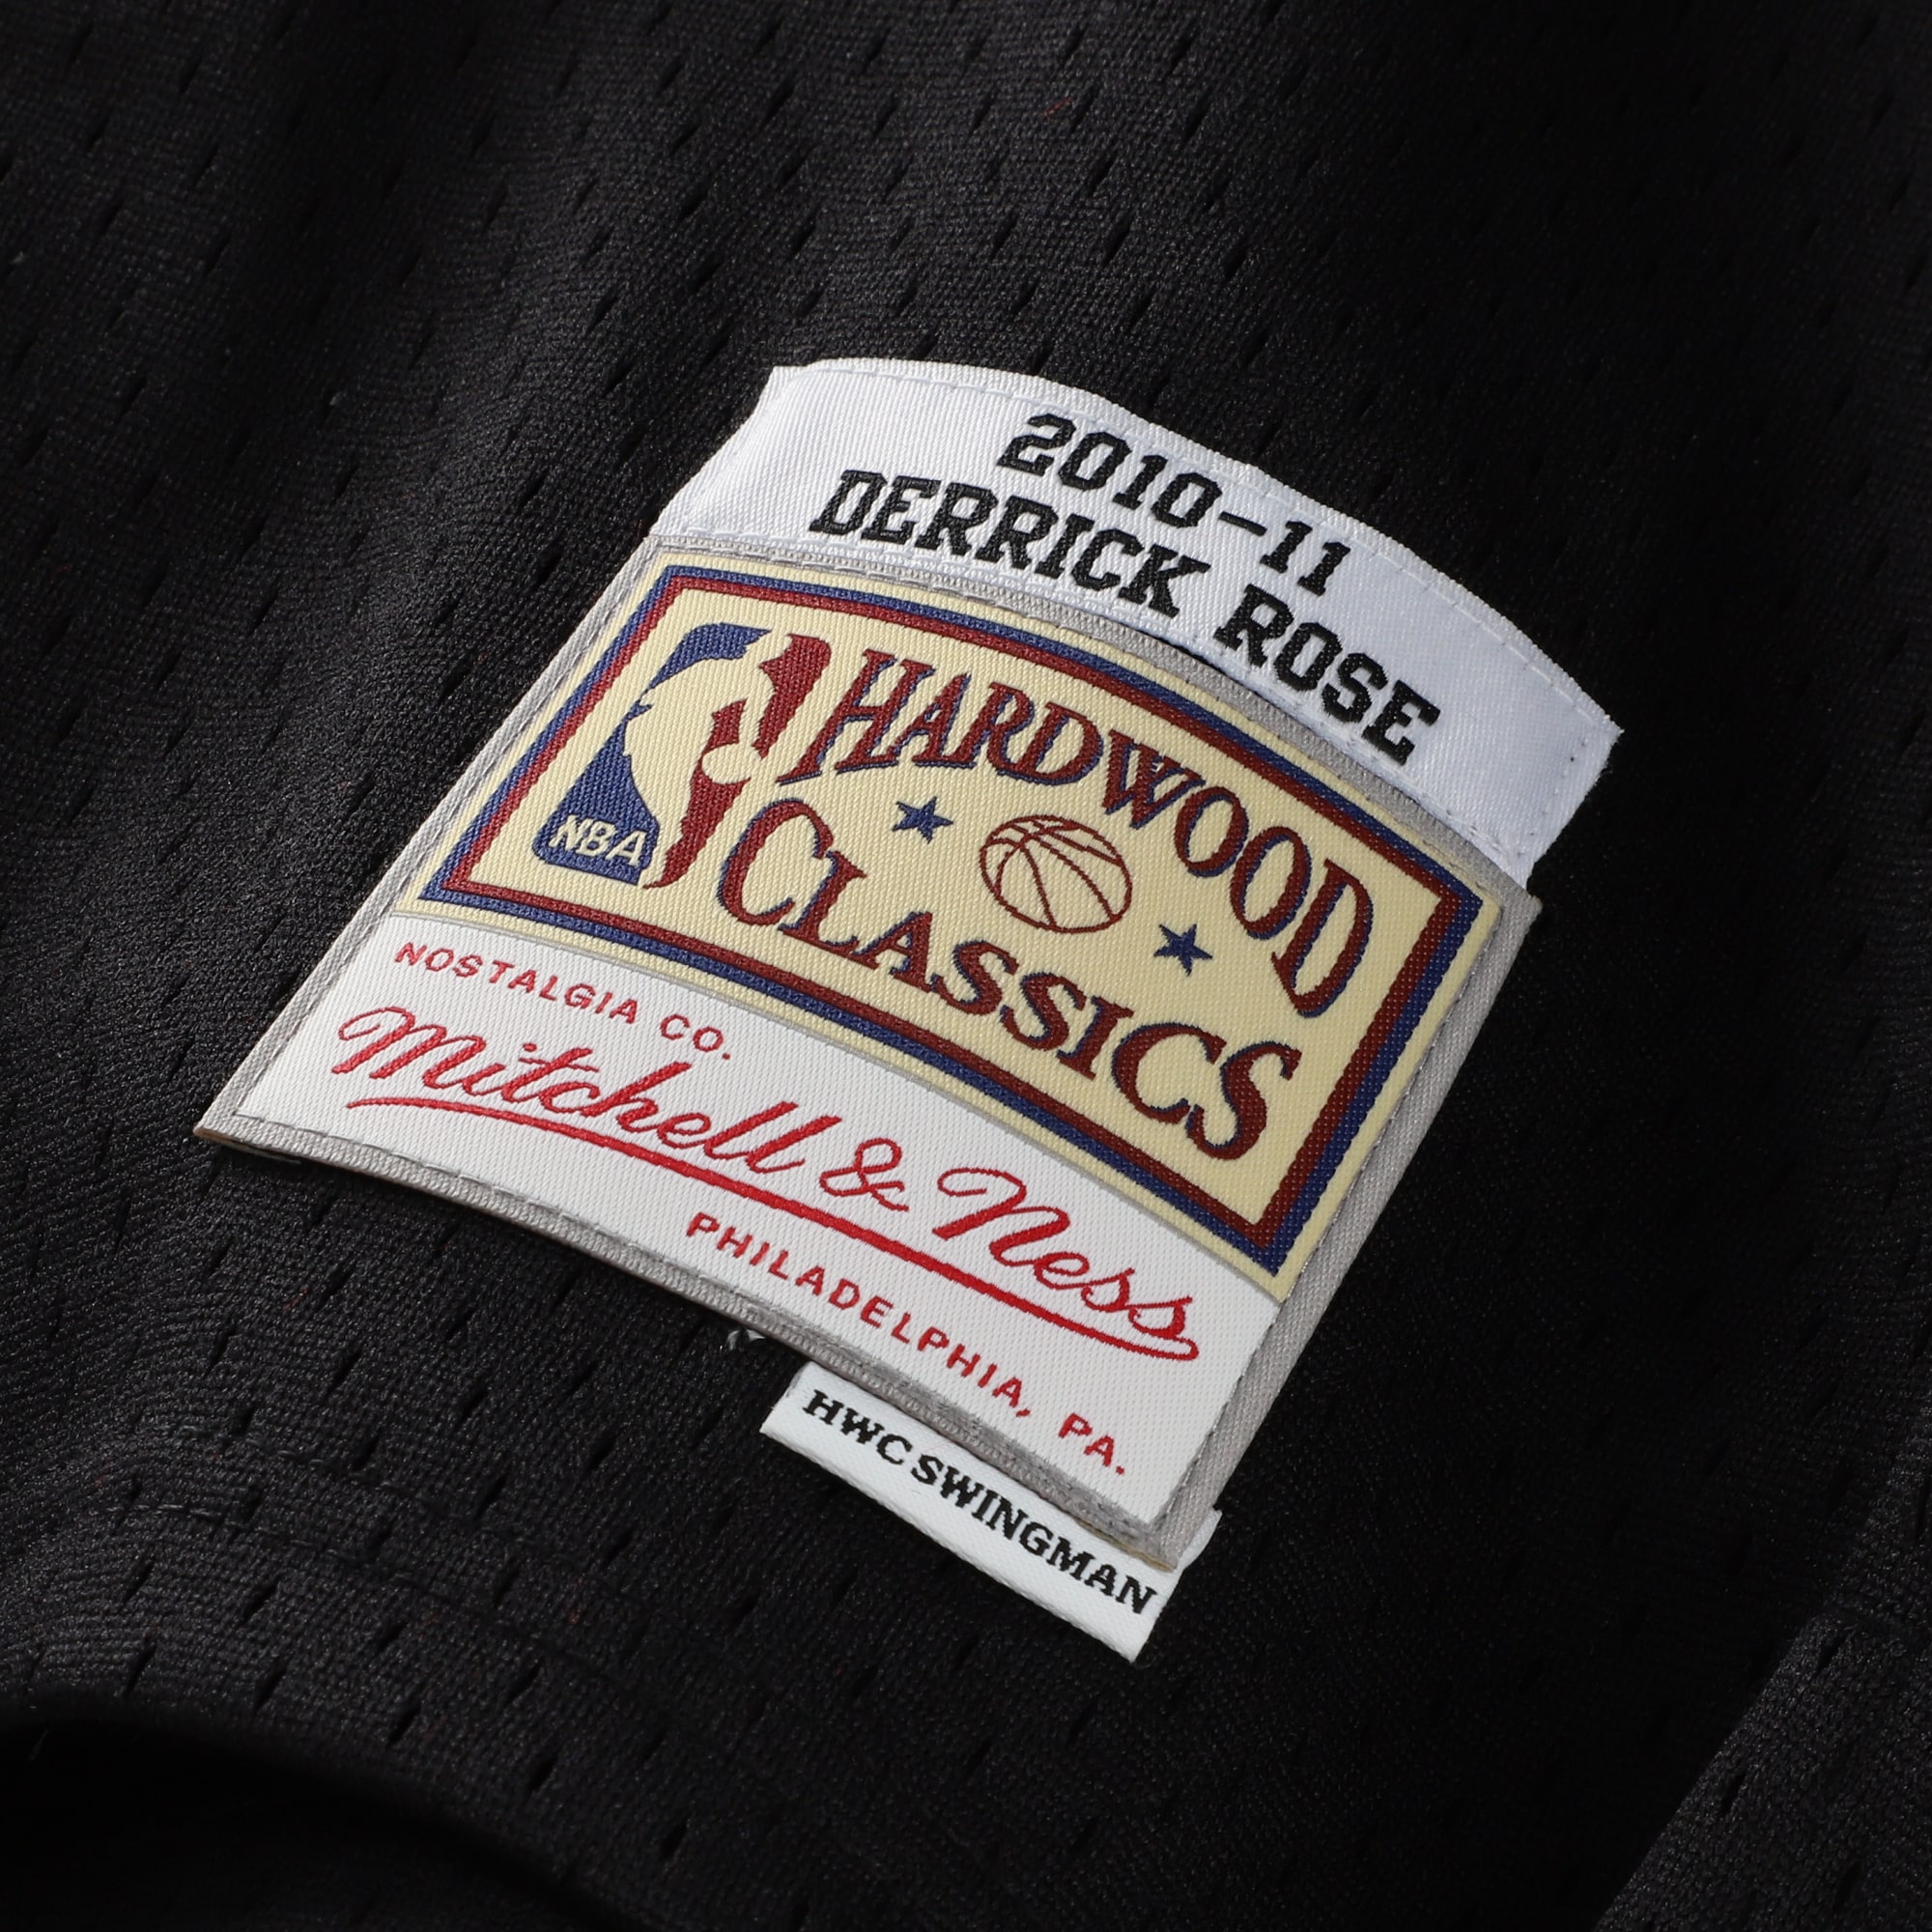 2010-11
DERRICK ROSE
HARDWOOD
CLASSICS
NBA
NOSTALGIA CO.
Mitchell & Ness
PHILADELPHIA, PA.
HWC SWINGMAN